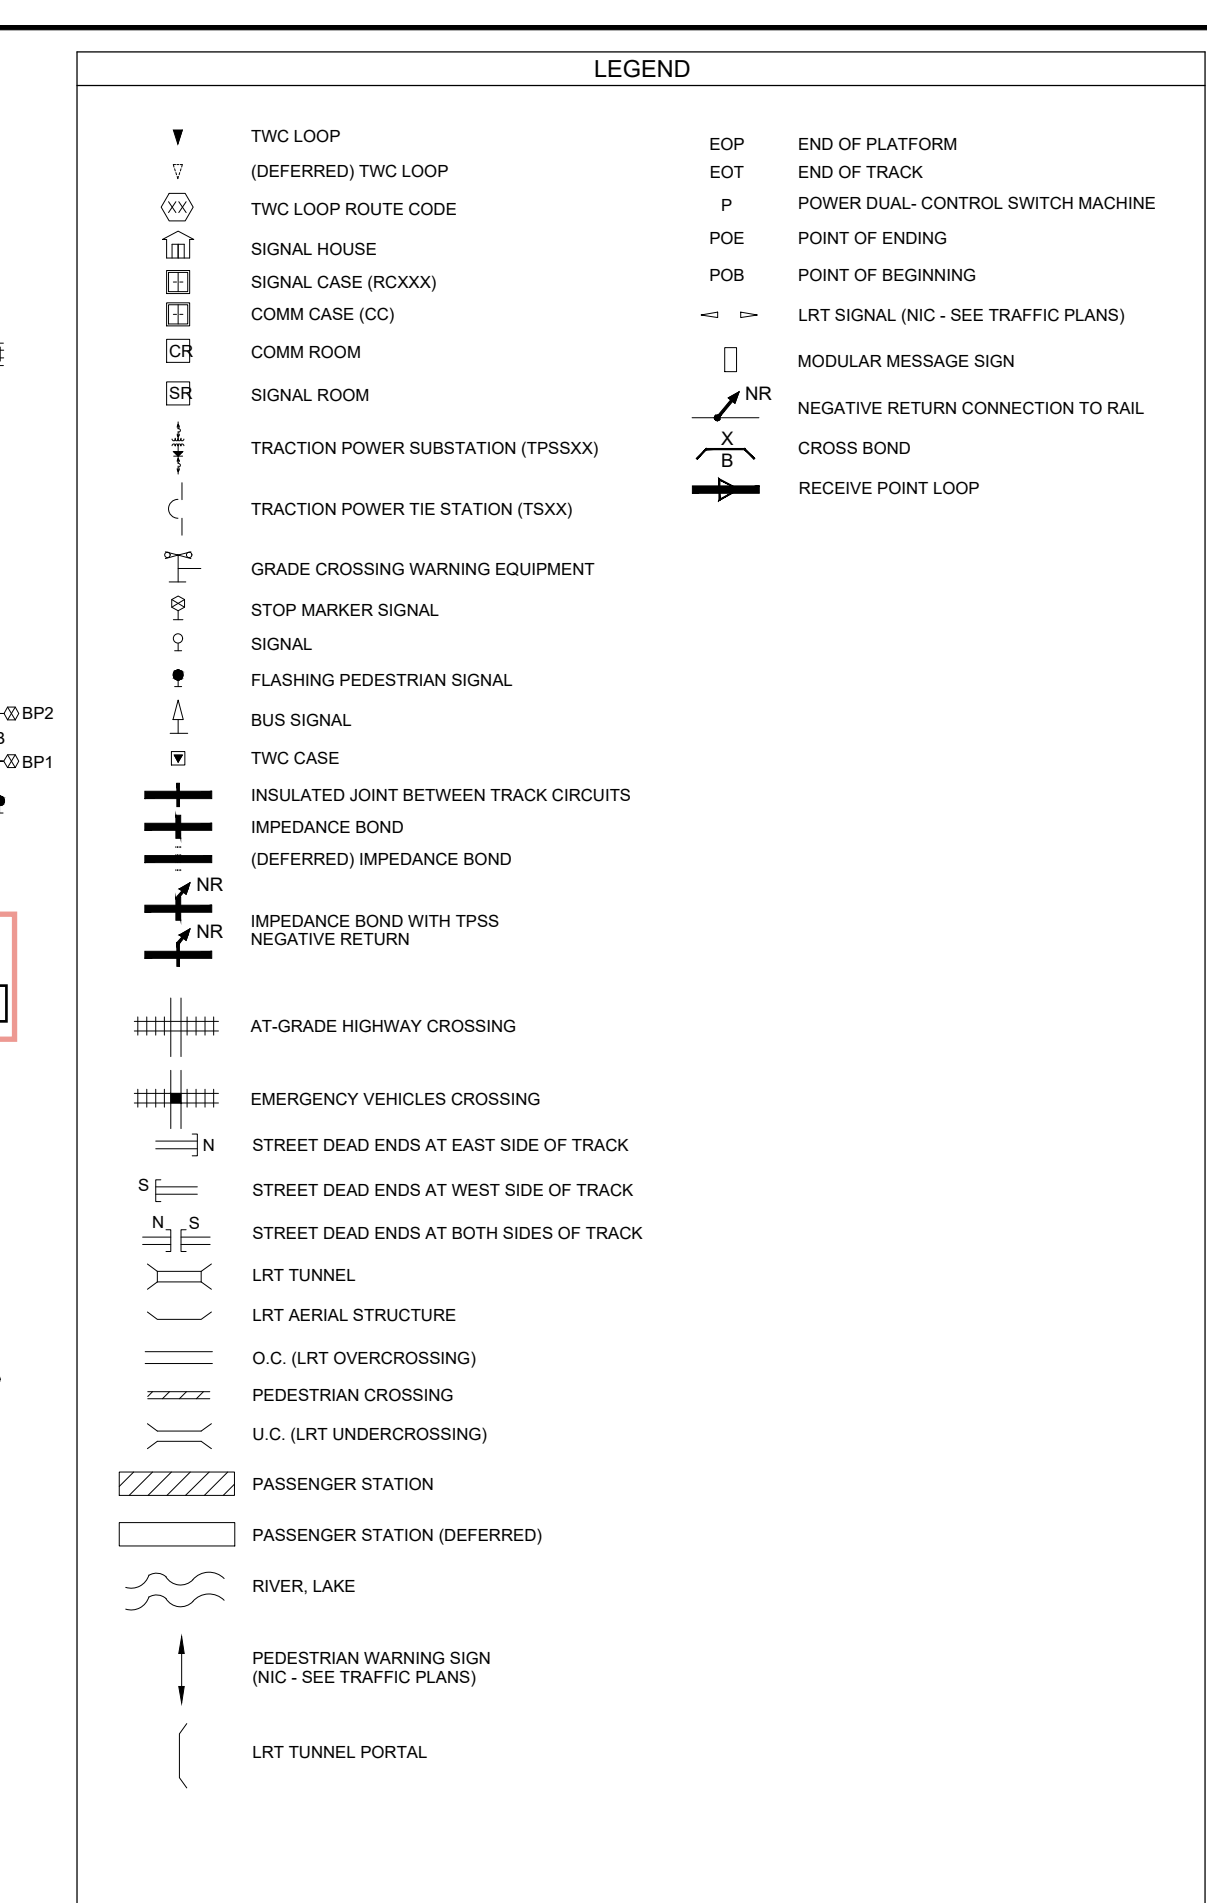 LEGEND
TWC LOOP
(DEFERRED) TWC LOOP
XX TWC LOOP ROUTE CODE
SIGNAL HOUSE
SIGNAL CASE (RCXXX)
COMM CASE (CC)
CR COMM ROOM
SR SIGNAL ROOM
TRACTION POWER SUBSTATION (TPSSXX)
TRACTION POWER TIE STATION (TSXX)
GRADE CROSSING WARNING EQUIPMENT
STOP MARKER SIGNAL
SIGNAL
FLASHING PEDESTRIAN SIGNAL
BUS SIGNAL
TWC CASE
INSULATED JOINT BETWEEN TRACK CIRCUITS
IMPEDANCE BOND
(DEFERRED) IMPEDANCE BOND
NR
NR
IMPEDANCE BOND WITH TPSS
NEGATIVE RETURN
AT-GRADE HIGHWAY CROSSING
EMERGENCY VEHICLES CROSSING
N STREET DEAD ENDS AT EAST SIDE OF TRACK
S STREET DEAD ENDS AT WEST SIDE OF TRACK
N S STREET DEAD ENDS AT BOTH SIDES OF TRACK
LRT TUNNEL
LRT AERIAL STRUCTURE
O.C. (LRT OVERCROSSING)
PEDESTRIAN CROSSING
U.C. (LRT UNDERCROSSING)
PASSENGER STATION
PASSENGER STATION (DEFERRED)
RIVER, LAKE
PEDESTRIAN WARNING SIGN
(NIC - SEE TRAFFIC PLANS)
LRT TUNNEL PORTAL
EOP END OF PLATFORM
EOT END OF TRACK
P POWER DUAL- CONTROL SWITCH MACHINE
POE POINT OF ENDING
POB POINT OF BEGINNING
LRT SIGNAL (NIC - SEE TRAFFIC PLANS)
MODULAR MESSAGE SIGN
NR NEGATIVE RETURN CONNECTION TO RAIL
X
B
CROSS BOND
RECEIVE POINT LOOP
BP2
BP1